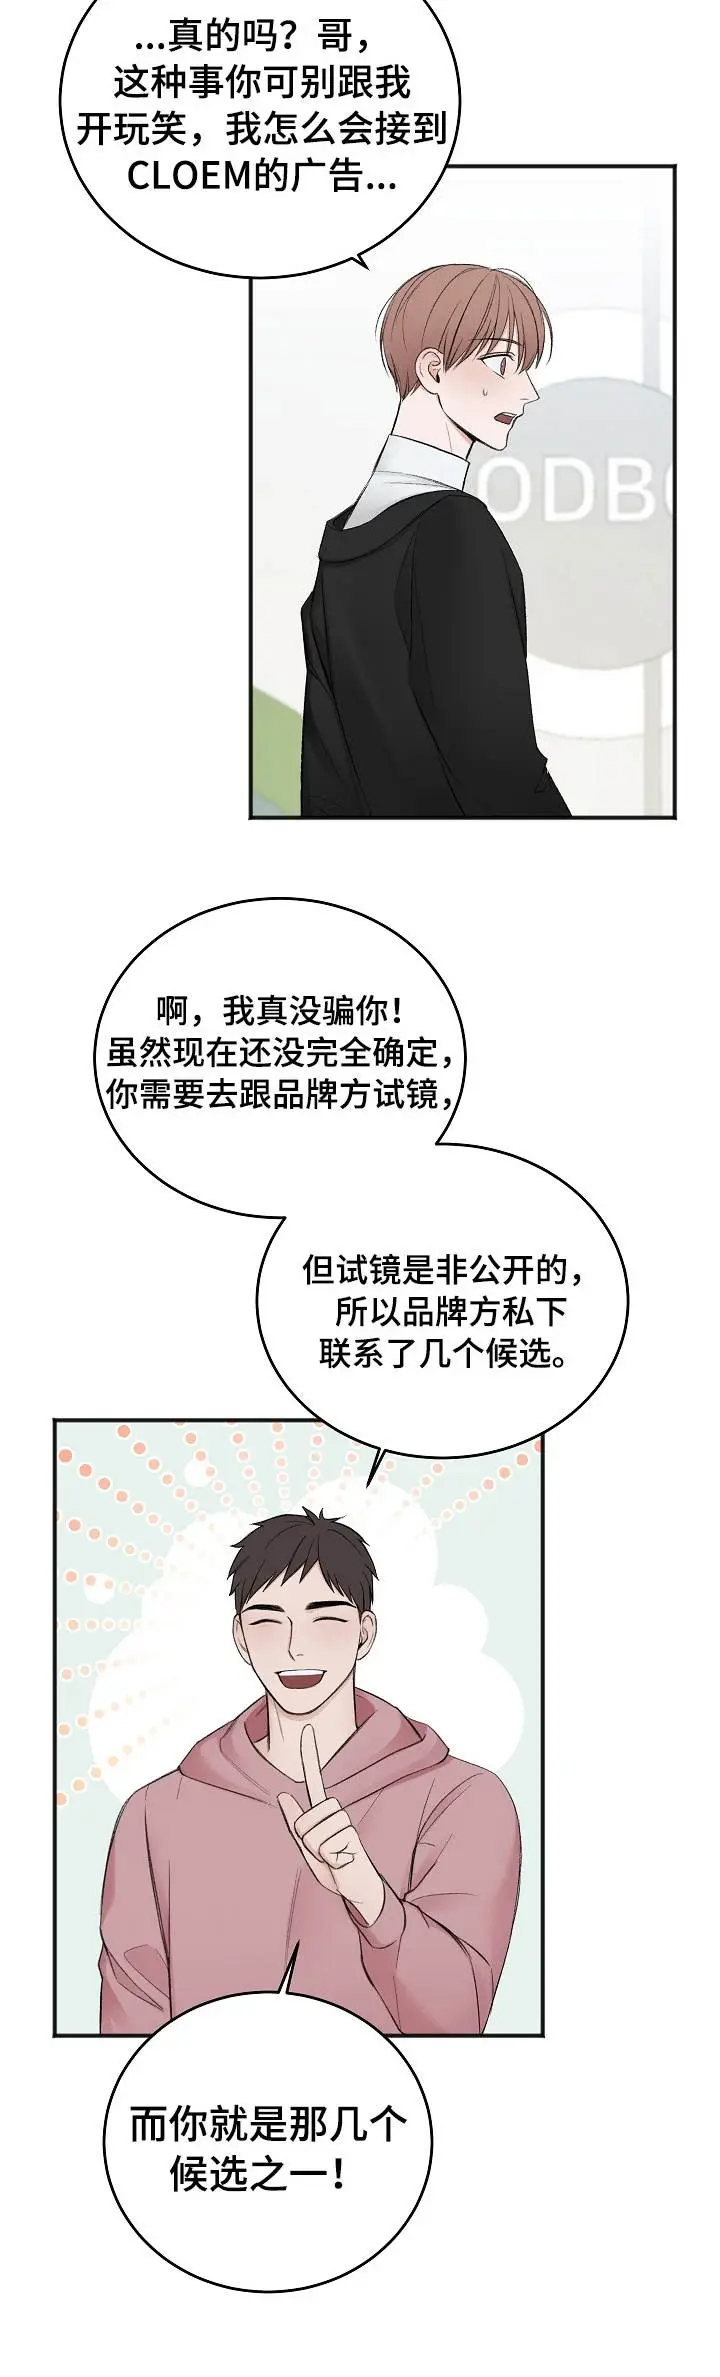 ...真的吗？哥，
这种事你可别跟我
开玩笑，我怎么会接到
CLOEM的广告...
ODBO
啊，我真没骗你！
虽然现在还没完全确定，
你需要去跟品牌方试镜，
但试镜是非公开的，
所以品牌方私下
联系了几个候选。
而你就是那几个
候选之一！